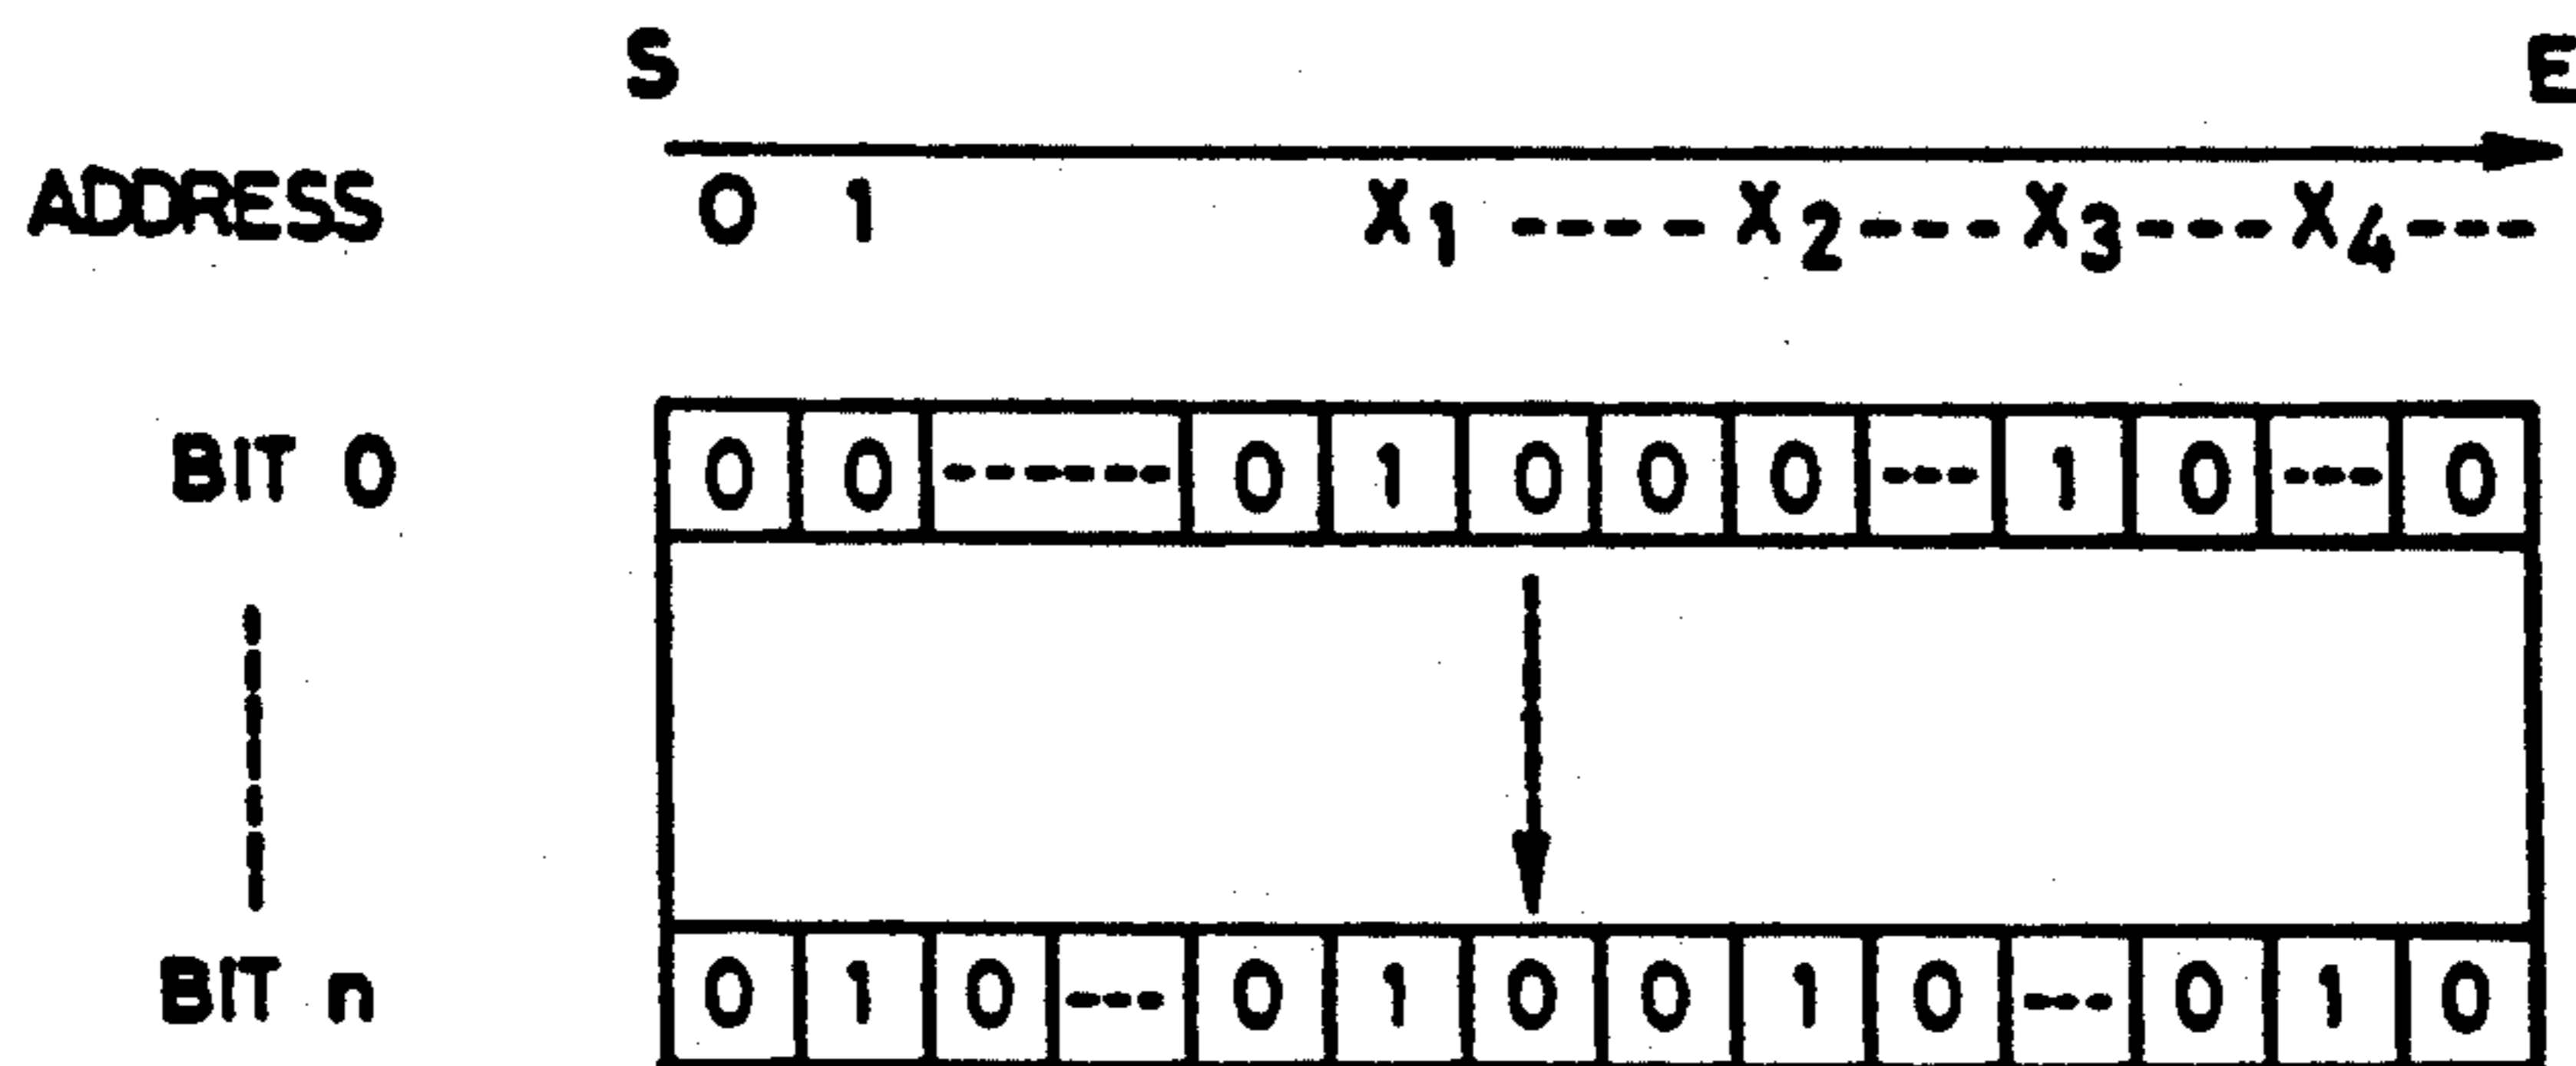 S E
ADDRESS 0 1 X1 ---- X2 --- X3 --- X4 ---
BIT 0 0 0 ------ 0 1 0 0 0 --- 1 0 --- 0
BIT n 0 1 0 --- 0 1 0 0 1 0 --- 0 1 0